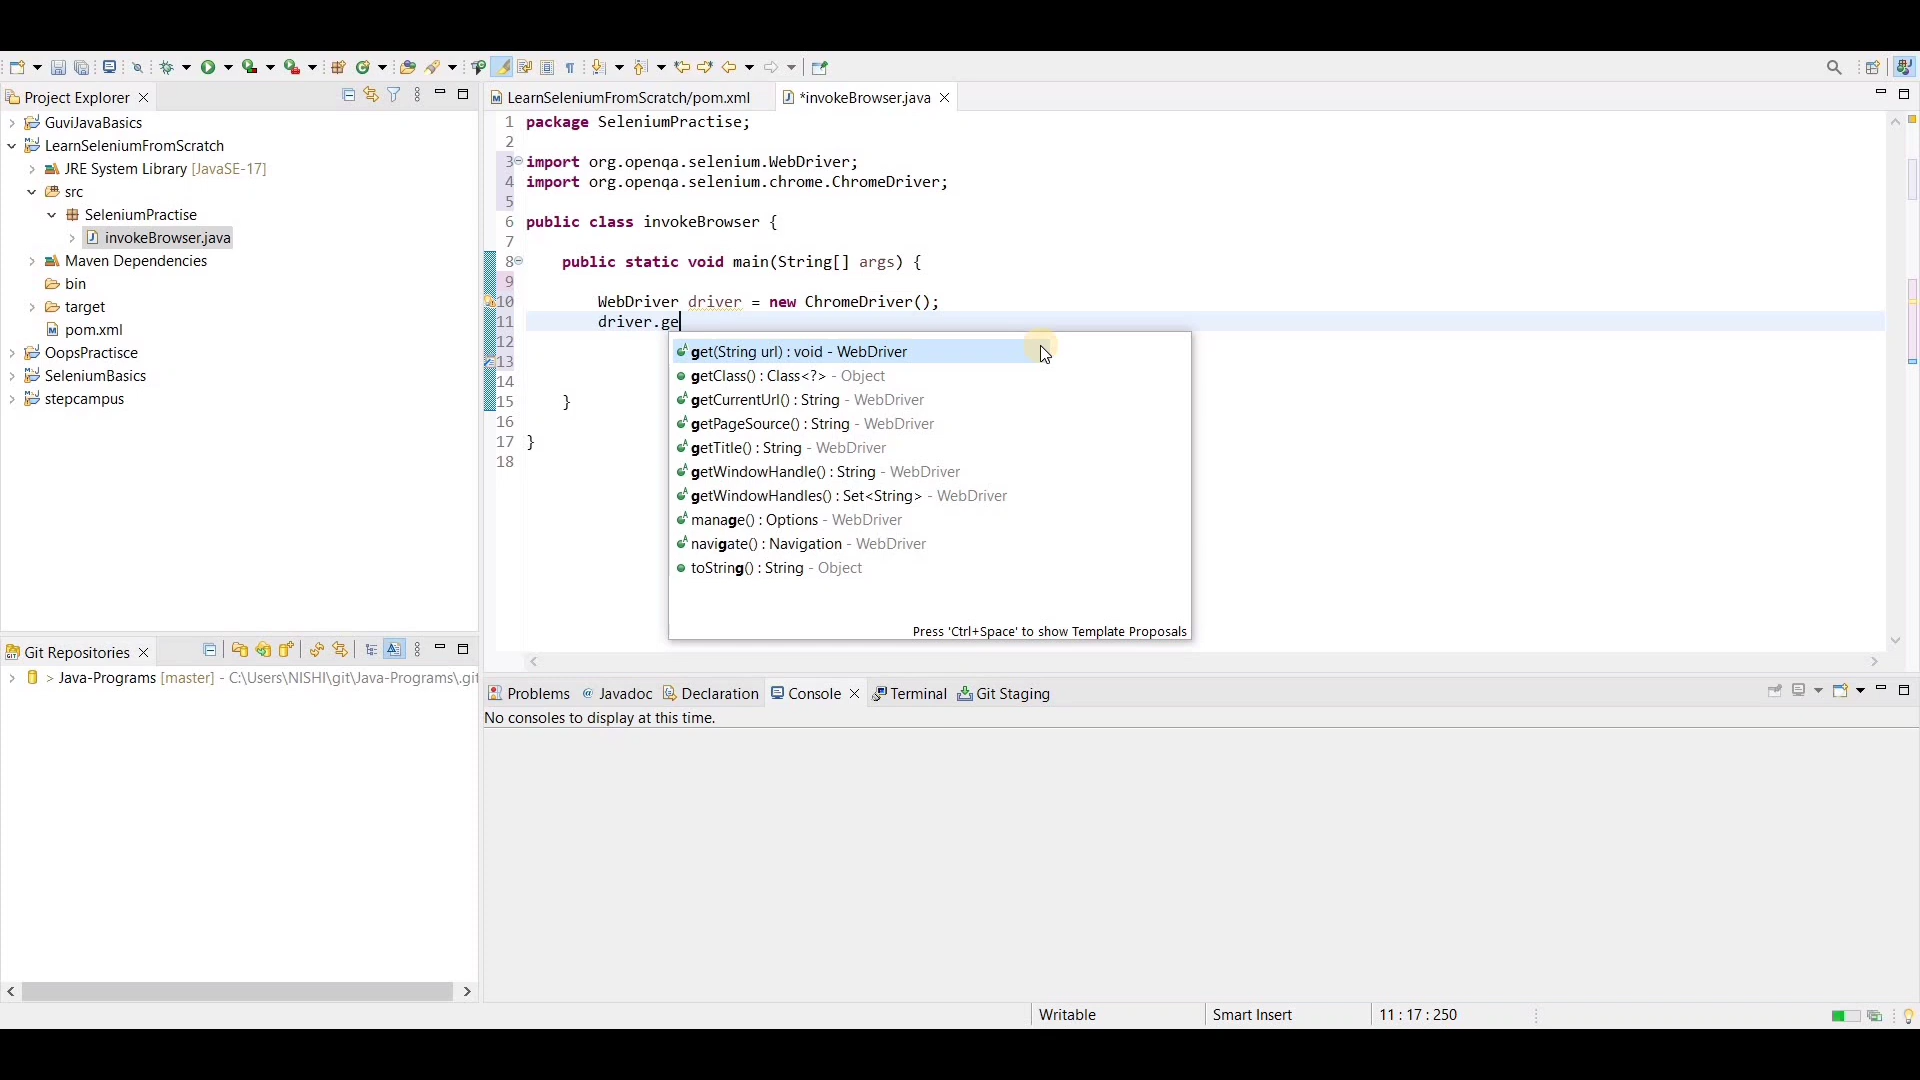 Project Explorer
GuviJavaBasics
LearnSeleniumFromScratch
JRE System Library [JavaSE-17]
src
SeleniumPractise
invokeBrowser.java
Maven Dependencies
bin
target
pom.xml
OopsPractisce
SeleniumBasics
stepcampus
LearnSeleniumFromScratch/pom.xml
*invokeBrowser.java
1 package SeleniumPractise;
2
3 import org.openqa.selenium.WebDriver;
4 import org.openqa.selenium.chrome.ChromeDriver;
5
6 public class invokeBrowser {
7
8 public static void main(String[] args) {
9
10 WebDriver driver = new ChromeDriver();
11 driver.ge
12
13
14
15 }
16
17 }
18
get(String url) : void - WebDriver
getClass() : Class<?> - Object
getCurrentUrl() : String - WebDriver
getPageSource() : String - WebDriver
getTitle() : String - WebDriver
getWindowHandle() : String - WebDriver
getWindowHandles() : Set<String> - WebDriver
manage() : Options - WebDriver
navigate() : Navigation - WebDriver
toString() : String - Object
Press 'Ctrl+Space' to show Template Proposals
Git Repositories
> Java-Programs [master] - C:\Users\NISHI\git\Java-Programs\.git
Problems
@ Javadoc
Declaration
Console
Terminal
Git Staging
No consoles to display at this time.
Writable
Smart Insert
11 : 17 : 250